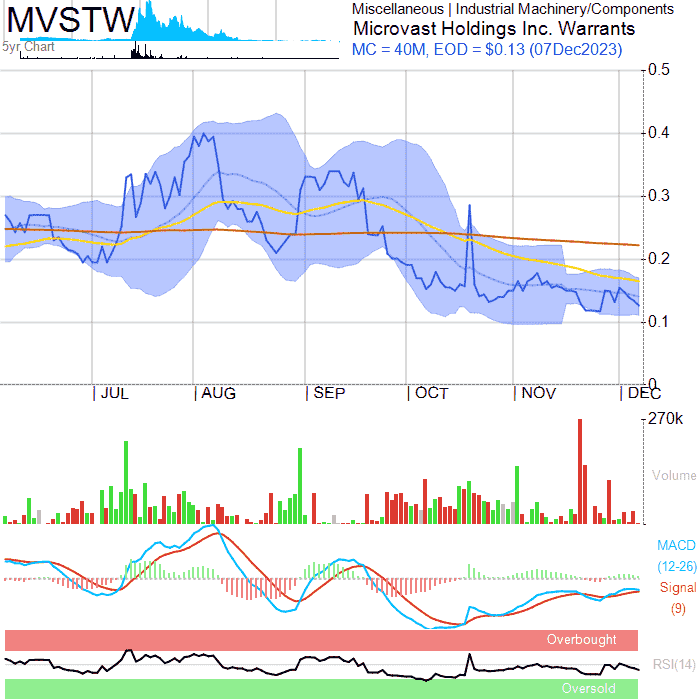 MVSTW
5yr Chart
Miscellaneous | Industrial Machinery/Components
Microvast Holdings Inc. Warrants
MC = 40M, EOD = $0.13 (07Dec2023)
0.5
0.4
0.3
0.2
0.1
0
JUL AUG SEP OCT NOV DEC
270k
Volume
MACD
(12-26)
Signal
(9)
Overbought
RSI(14)
Oversold